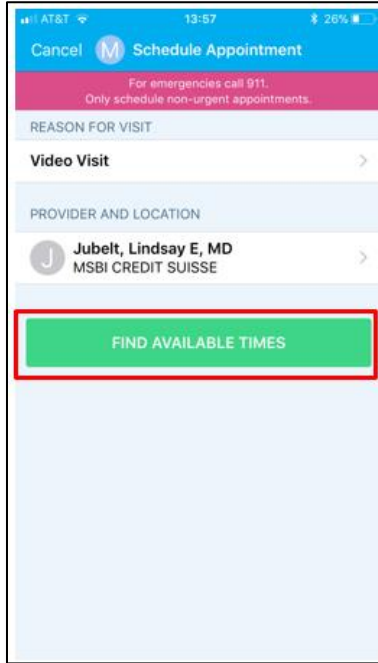 AT&T 13:57 26%
Cancel M Schedule Appointment
For emergencies call 911.
Only schedule non-urgent appointments.
REASON FOR VISIT
Video Visit
PROVIDER AND LOCATION
J Jubelt, Lindsay E, MD
MSBI CREDIT SUISSE
FIND AVAILABLE TIMES